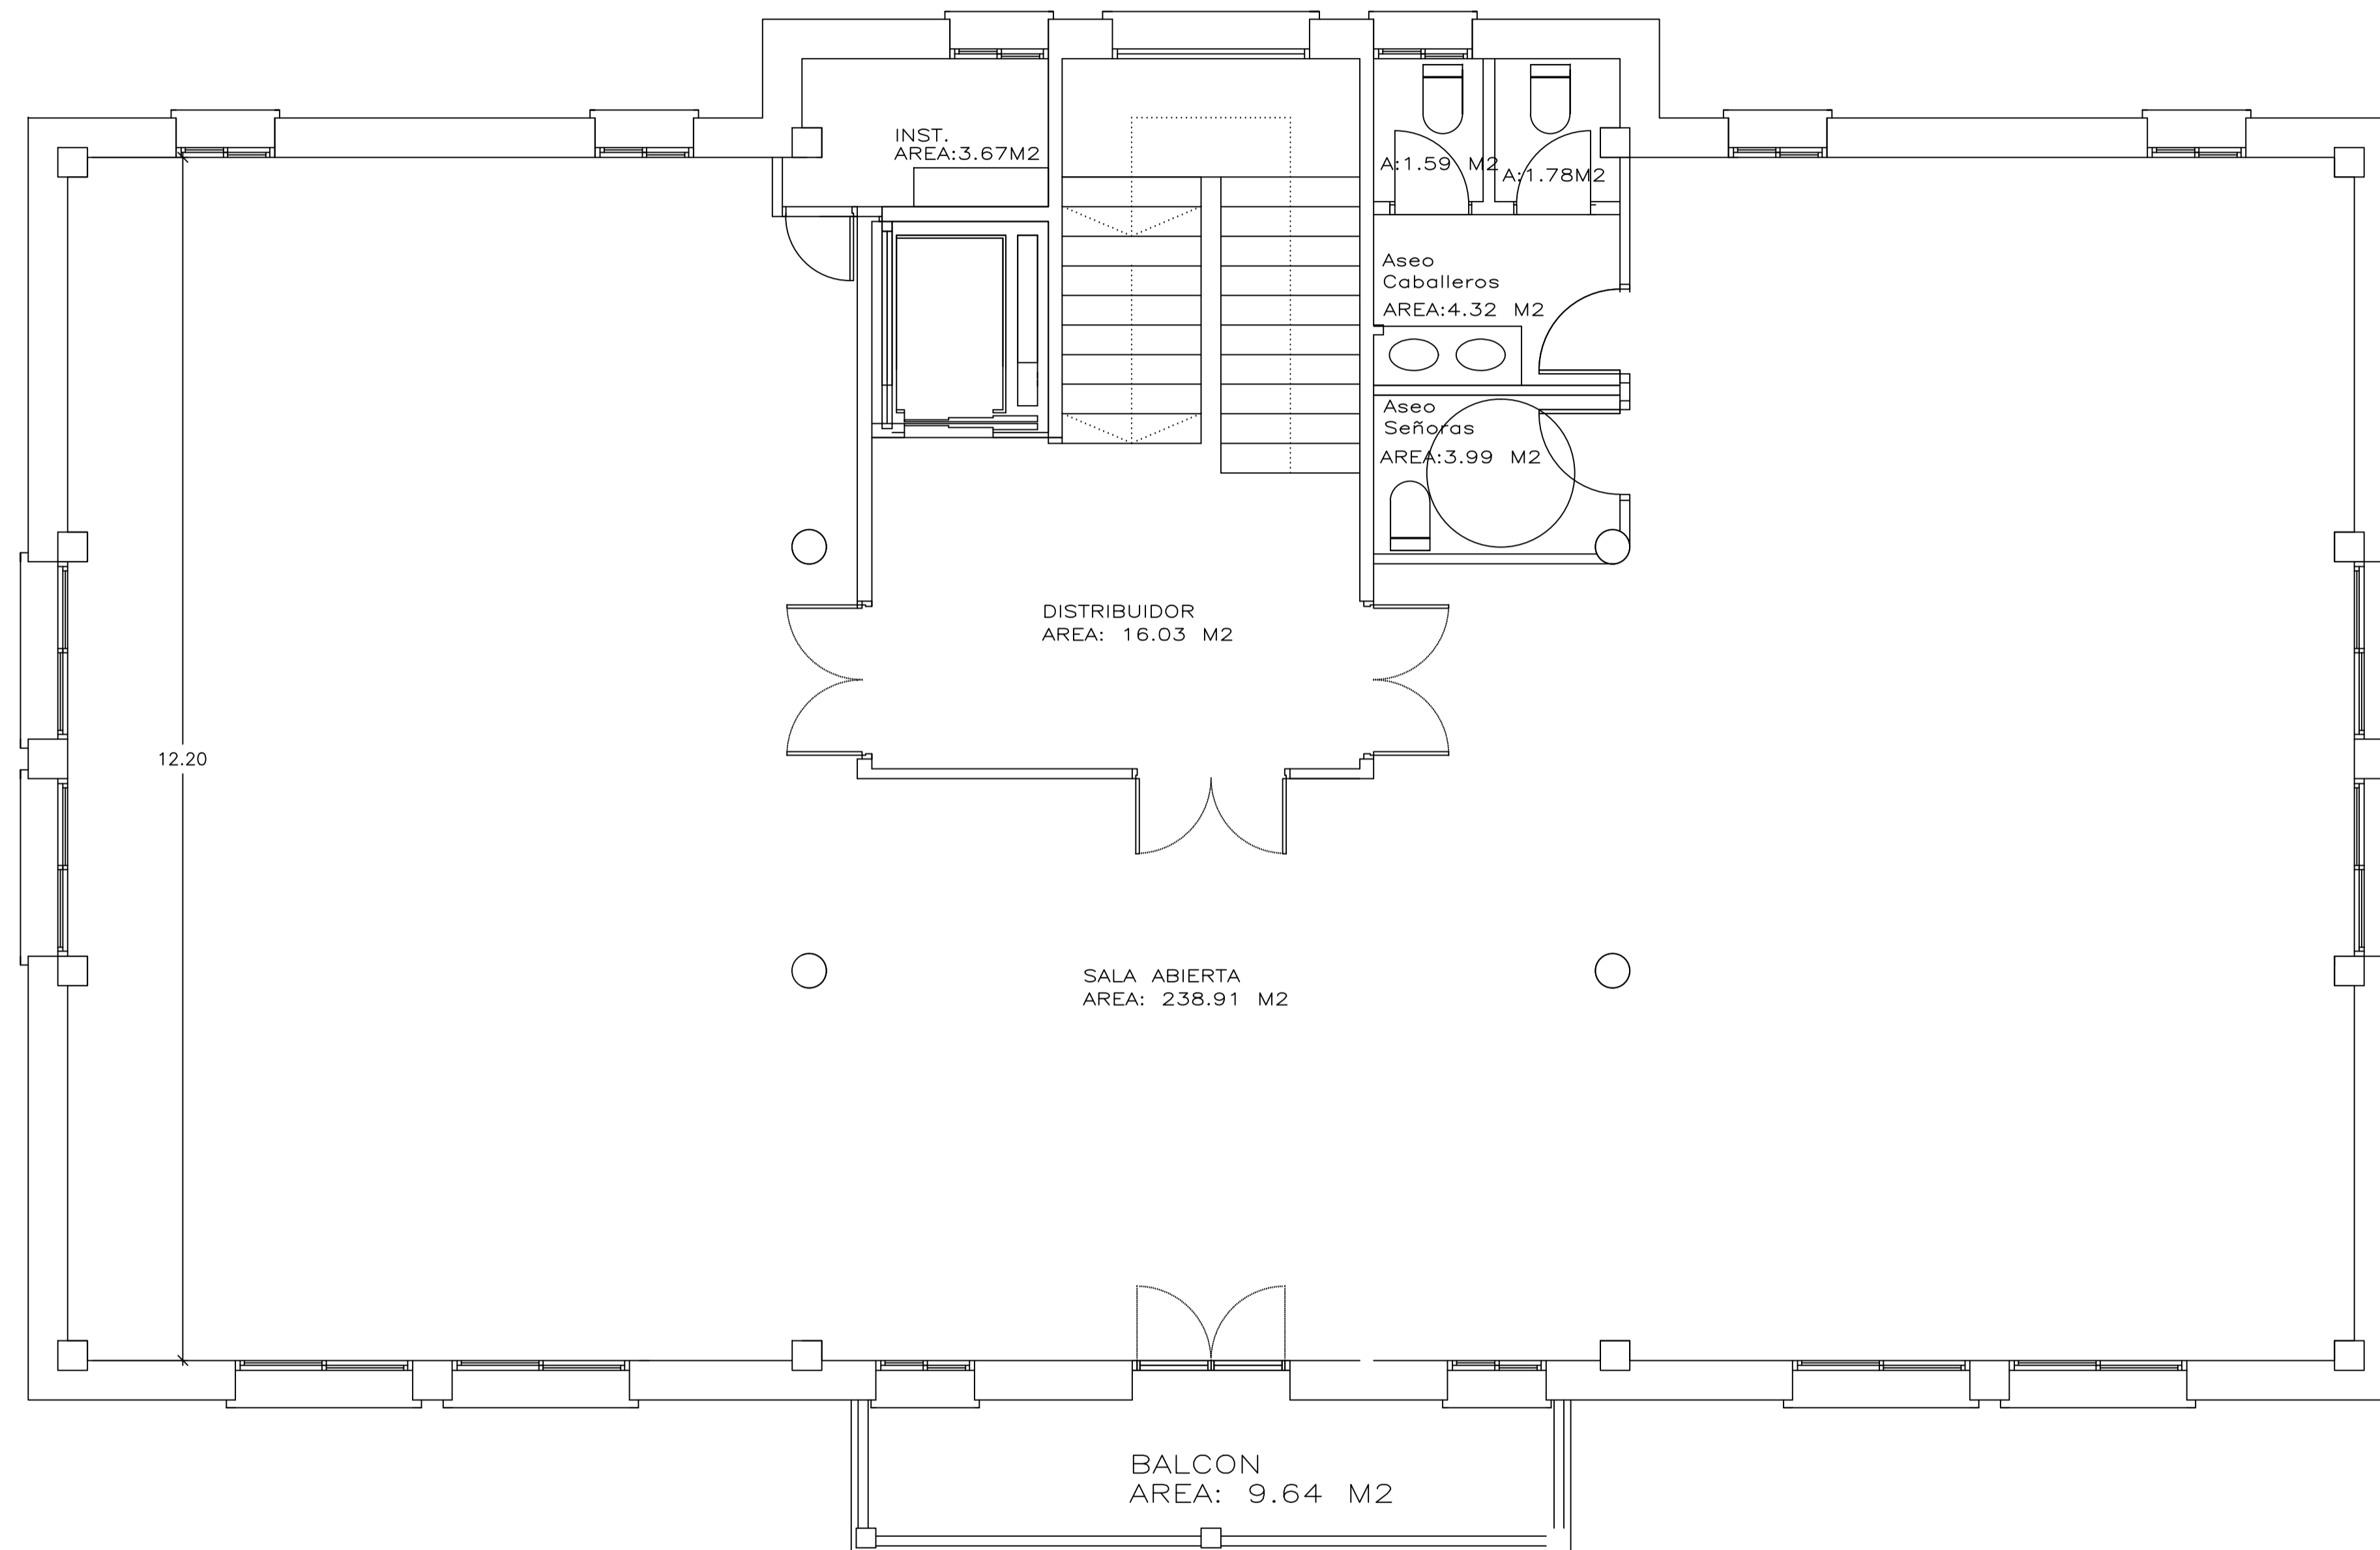 INST.
AREA:3.67M2
A:1.59 M2
A:1.78M2
Aseo
Caballeros
AREA:4.32 M2
Aseo
Señoras
AREA:3.99 M2
DISTRIBUIDOR
AREA: 16.03 M2
12.20
SALA ABIERTA
AREA: 238.91 M2
BALCON
AREA: 9.64 M2